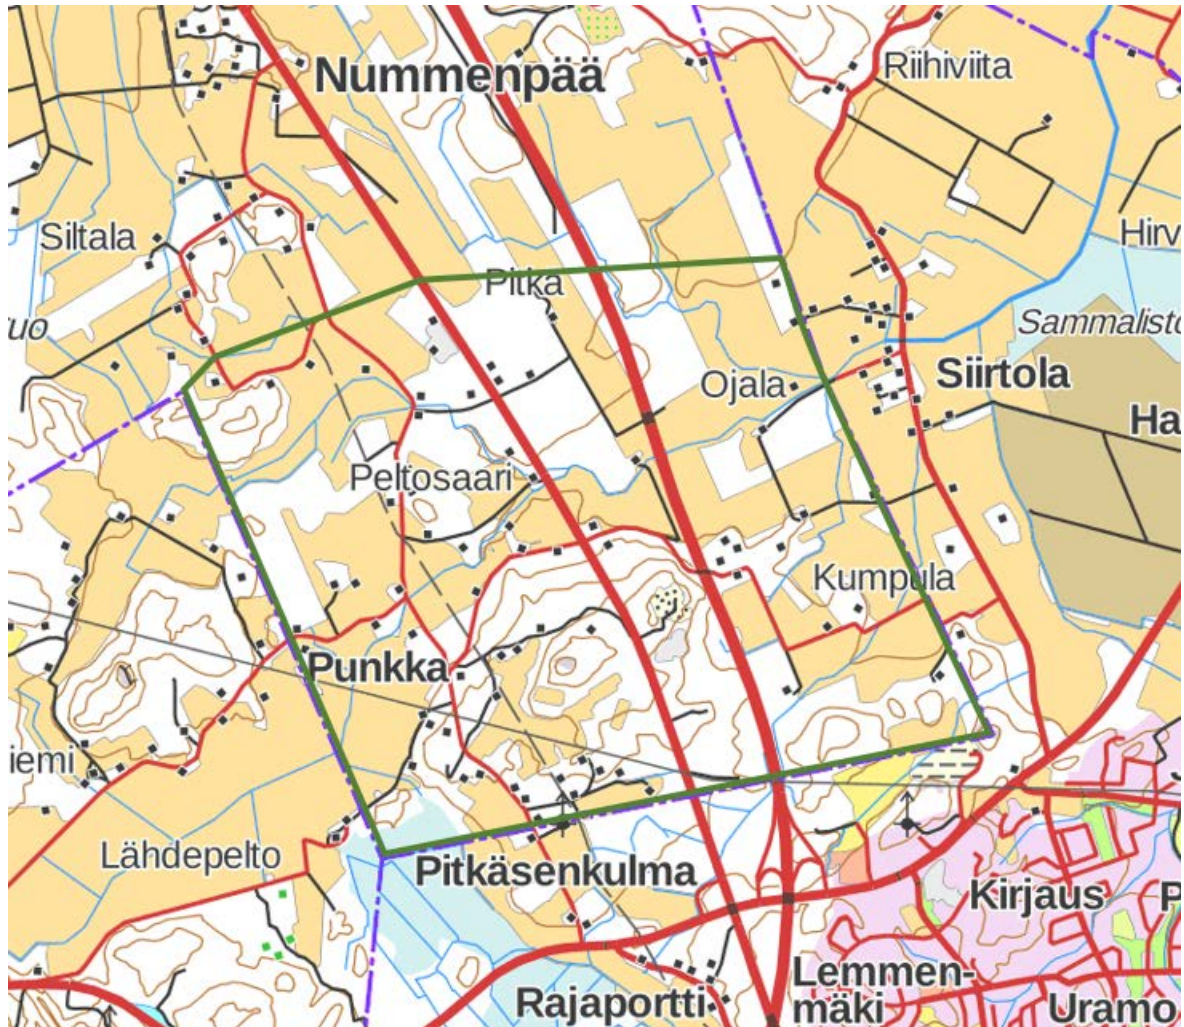 Nummenpää
Riihiviita
Siltala
Hirv
Pitkä
uo
Sammalisto
Ojala
Siirtola
Ha
Peltosaari
Kumpula
Punkka
iemi
Lähdepelto
Pitkäsenkulma
Kirjaus
P
Rajaportti
Lemmen-
mäki
Uramo